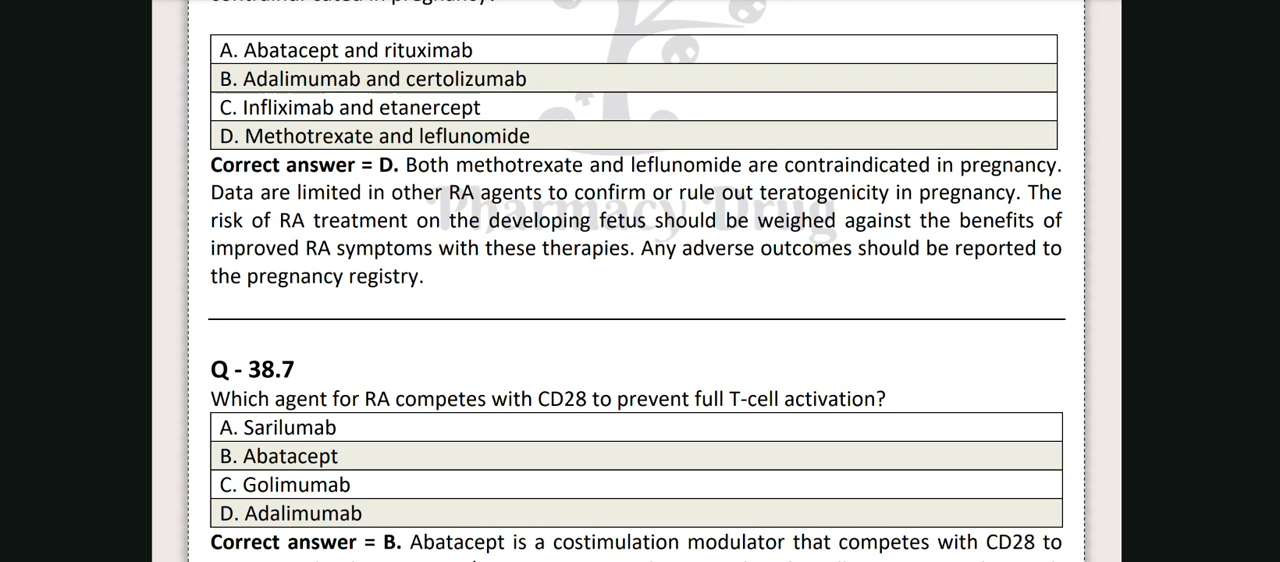 A. Abatacept and rituximab
B. Adalimumab and certolizumab
C. Infliximab and etanercept
D. Methotrexate and leflunomide
Correct answer = D. Both methotrexate and leflunomide are contraindicated in pregnancy.
Data are limited in other RA agents to confirm or rule out teratogenicity in pregnancy. The
risk of RA treatment on the developing fetus should be weighed against the benefits of
improved RA symptoms with these therapies. Any adverse outcomes should be reported to
the pregnancy registry.
Pharmacy Drug
Q - 38.7
Which agent for RA competes with CD28 to prevent full T-cell activation?
A. Sarilumab
B. Abatacept
C. Golimumab
D. Adalimumab
Correct answer = B. Abatacept is a costimulation modulator that competes with CD28 to